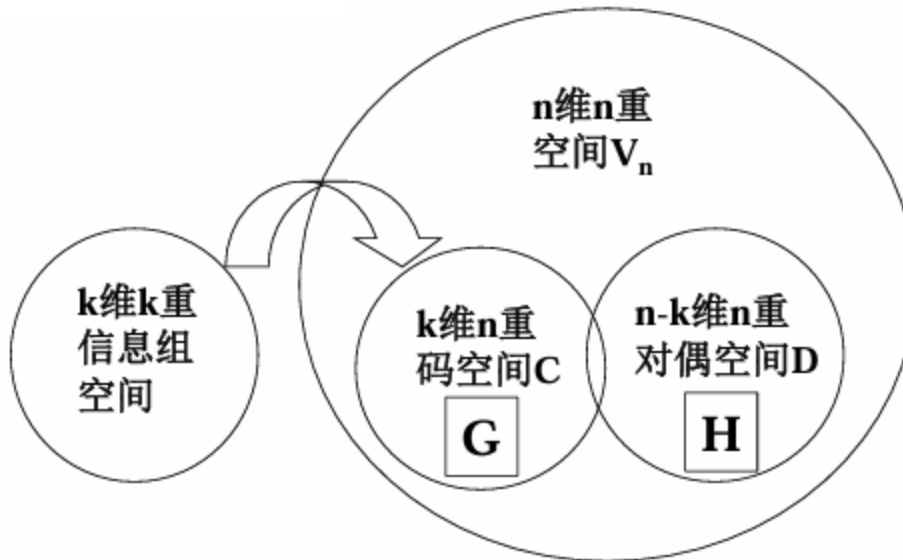 n维n重
空间Vₙ
k维k重
信息组
空间
k维n重
码空间C
G
n-k维n重
对偶空间D
H